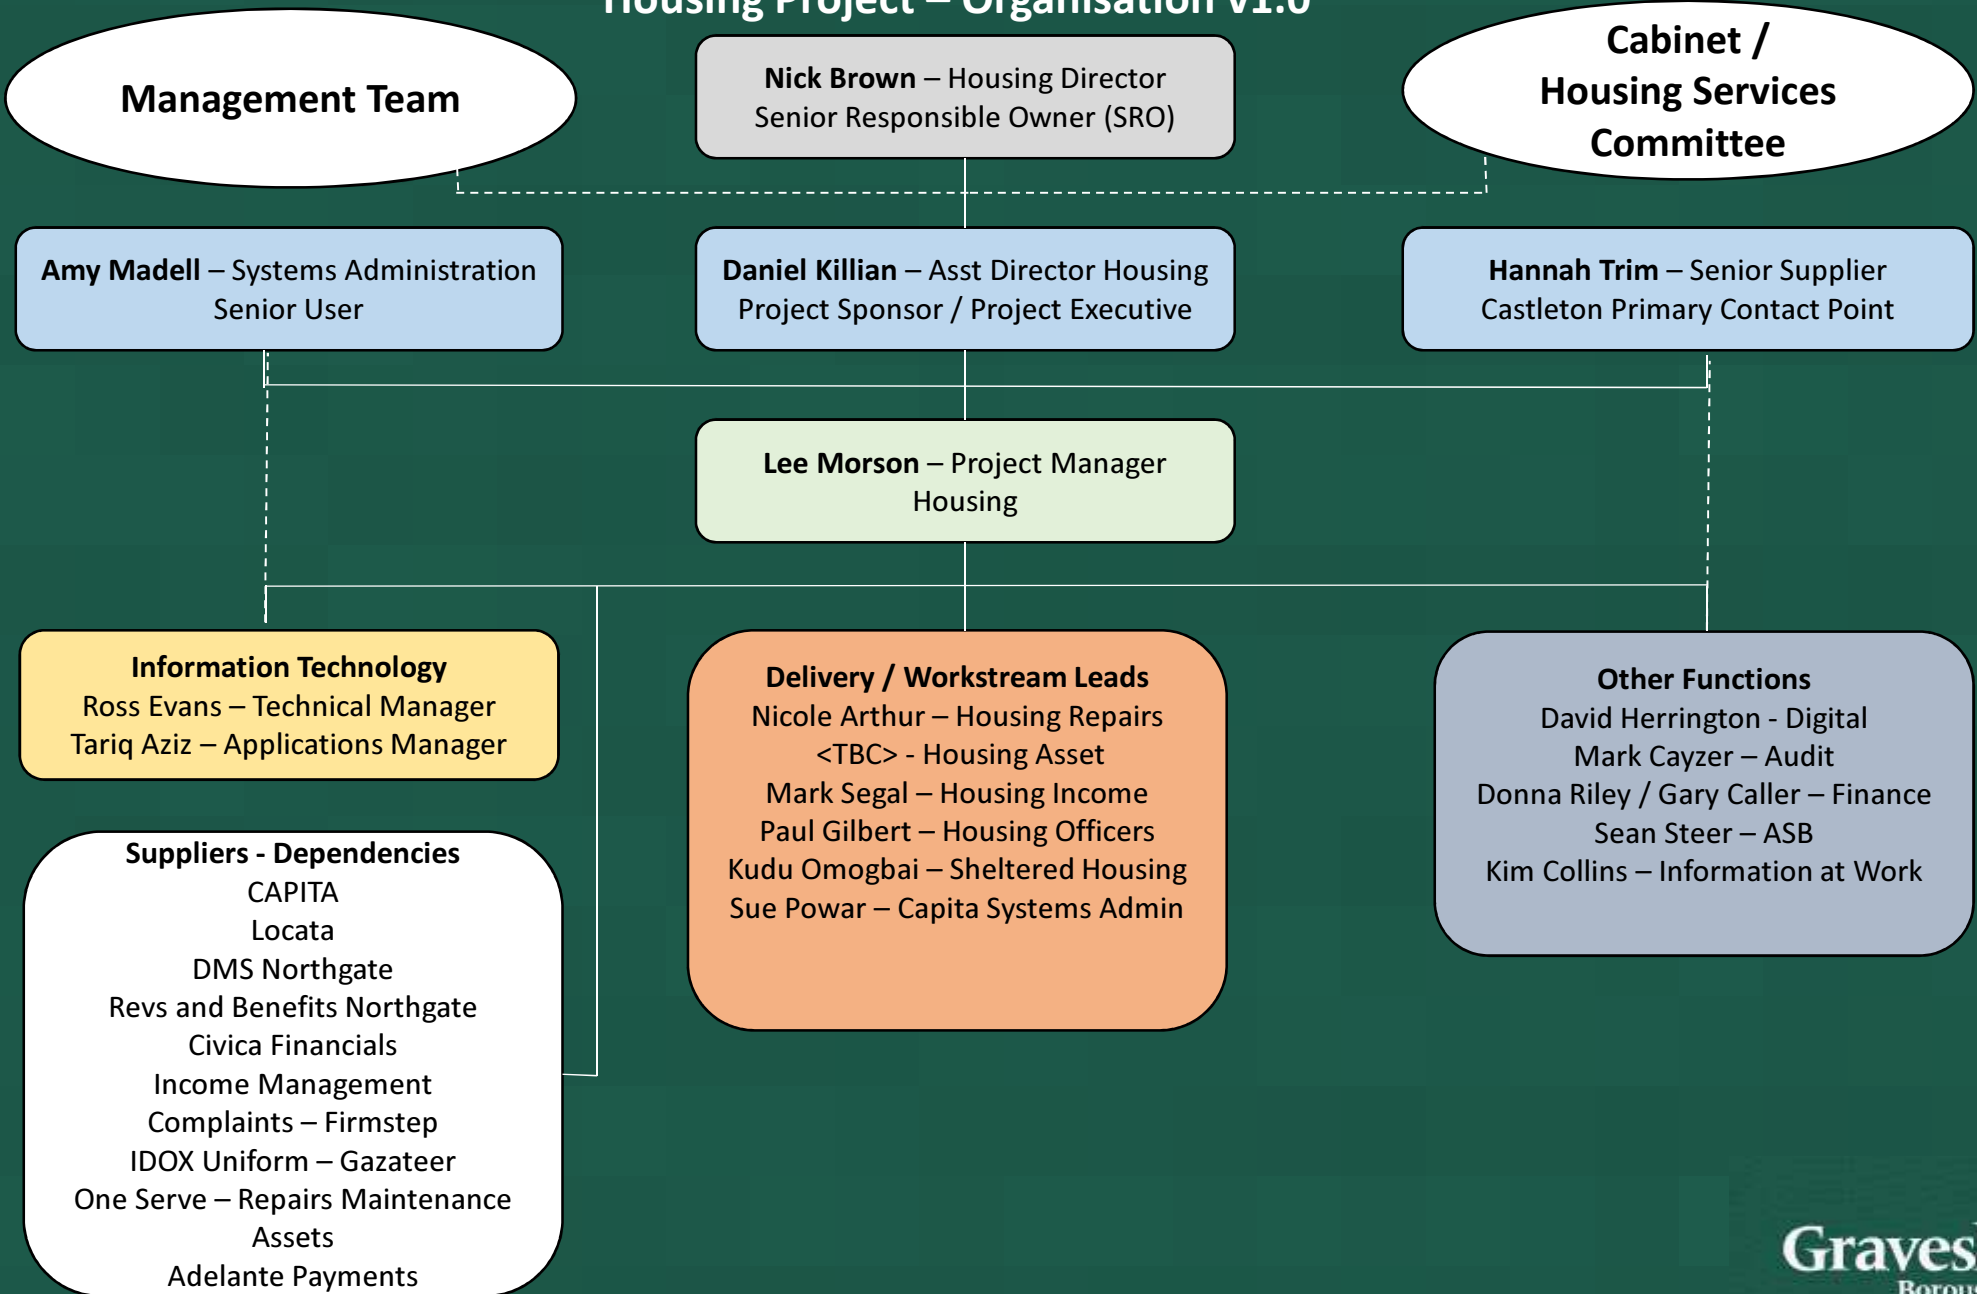 Housing Project – Organisation v1.0
Management Team
Nick Brown – Housing Director
Senior Responsible Owner (SRO)
Cabinet /
Housing Services
Committee
Amy Madell – Systems Administration
Senior User
Daniel Killian – Asst Director Housing
Project Sponsor / Project Executive
Hannah Trim – Senior Supplier
Castleton Primary Contact Point
Lee Morson – Project Manager
Housing
Information Technology
Ross Evans – Technical Manager
Tariq Aziz – Applications Manager
Suppliers - Dependencies
CAPITA
Locata
DMS Northgate
Revs and Benefits Northgate
Civica Financials
Income Management
Complaints – Firmstep
IDOX Uniform – Gazateer
One Serve – Repairs Maintenance
Assets
Adelante Payments
Delivery / Workstream Leads
Nicole Arthur – Housing Repairs
<TBC> - Housing Asset
Mark Segal – Housing Income
Paul Gilbert – Housing Officers
Kudu Omogbai – Sheltered Housing
Sue Powar – Capita Systems Admin
Other Functions
David Herrington - Digital
Mark Cayzer – Audit
Donna Riley / Gary Caller – Finance
Sean Steer – ASB
Kim Collins – Information at Work